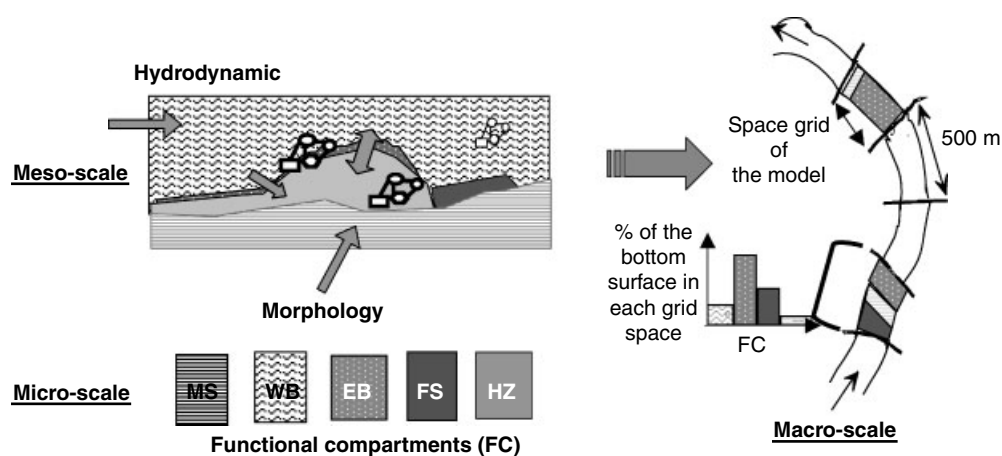 Hydrodynamic
Meso-scale
Morphology
Micro-scale
MS WB EB FS HZ
Functional compartments (FC)
Space grid
of
the model
500 m
% of the
bottom
surface in
each grid
space
FC
Macro-scale